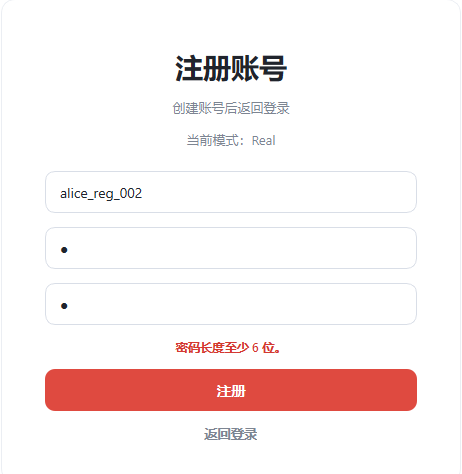 注册账号
创建账号后返回登录
当前模式：Real
alice_reg_002
●
●
密码长度至少 6 位。
注册
返回登录